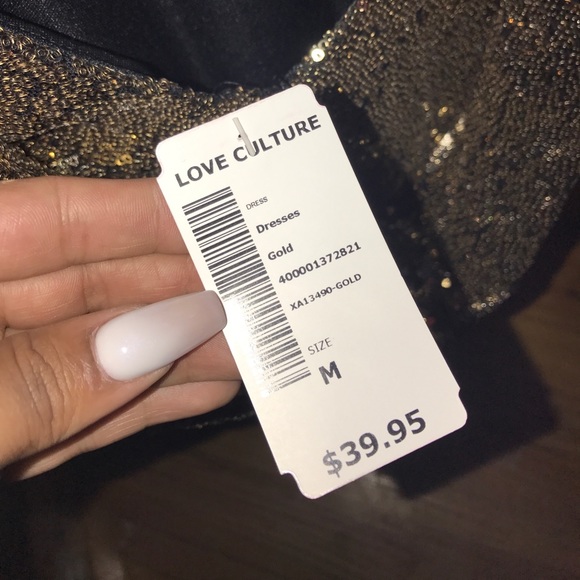 LOVE CULTURE
DRESS
Dresses
Gold
400001372821
XA13490-GOLD
SIZE
M
$39.95